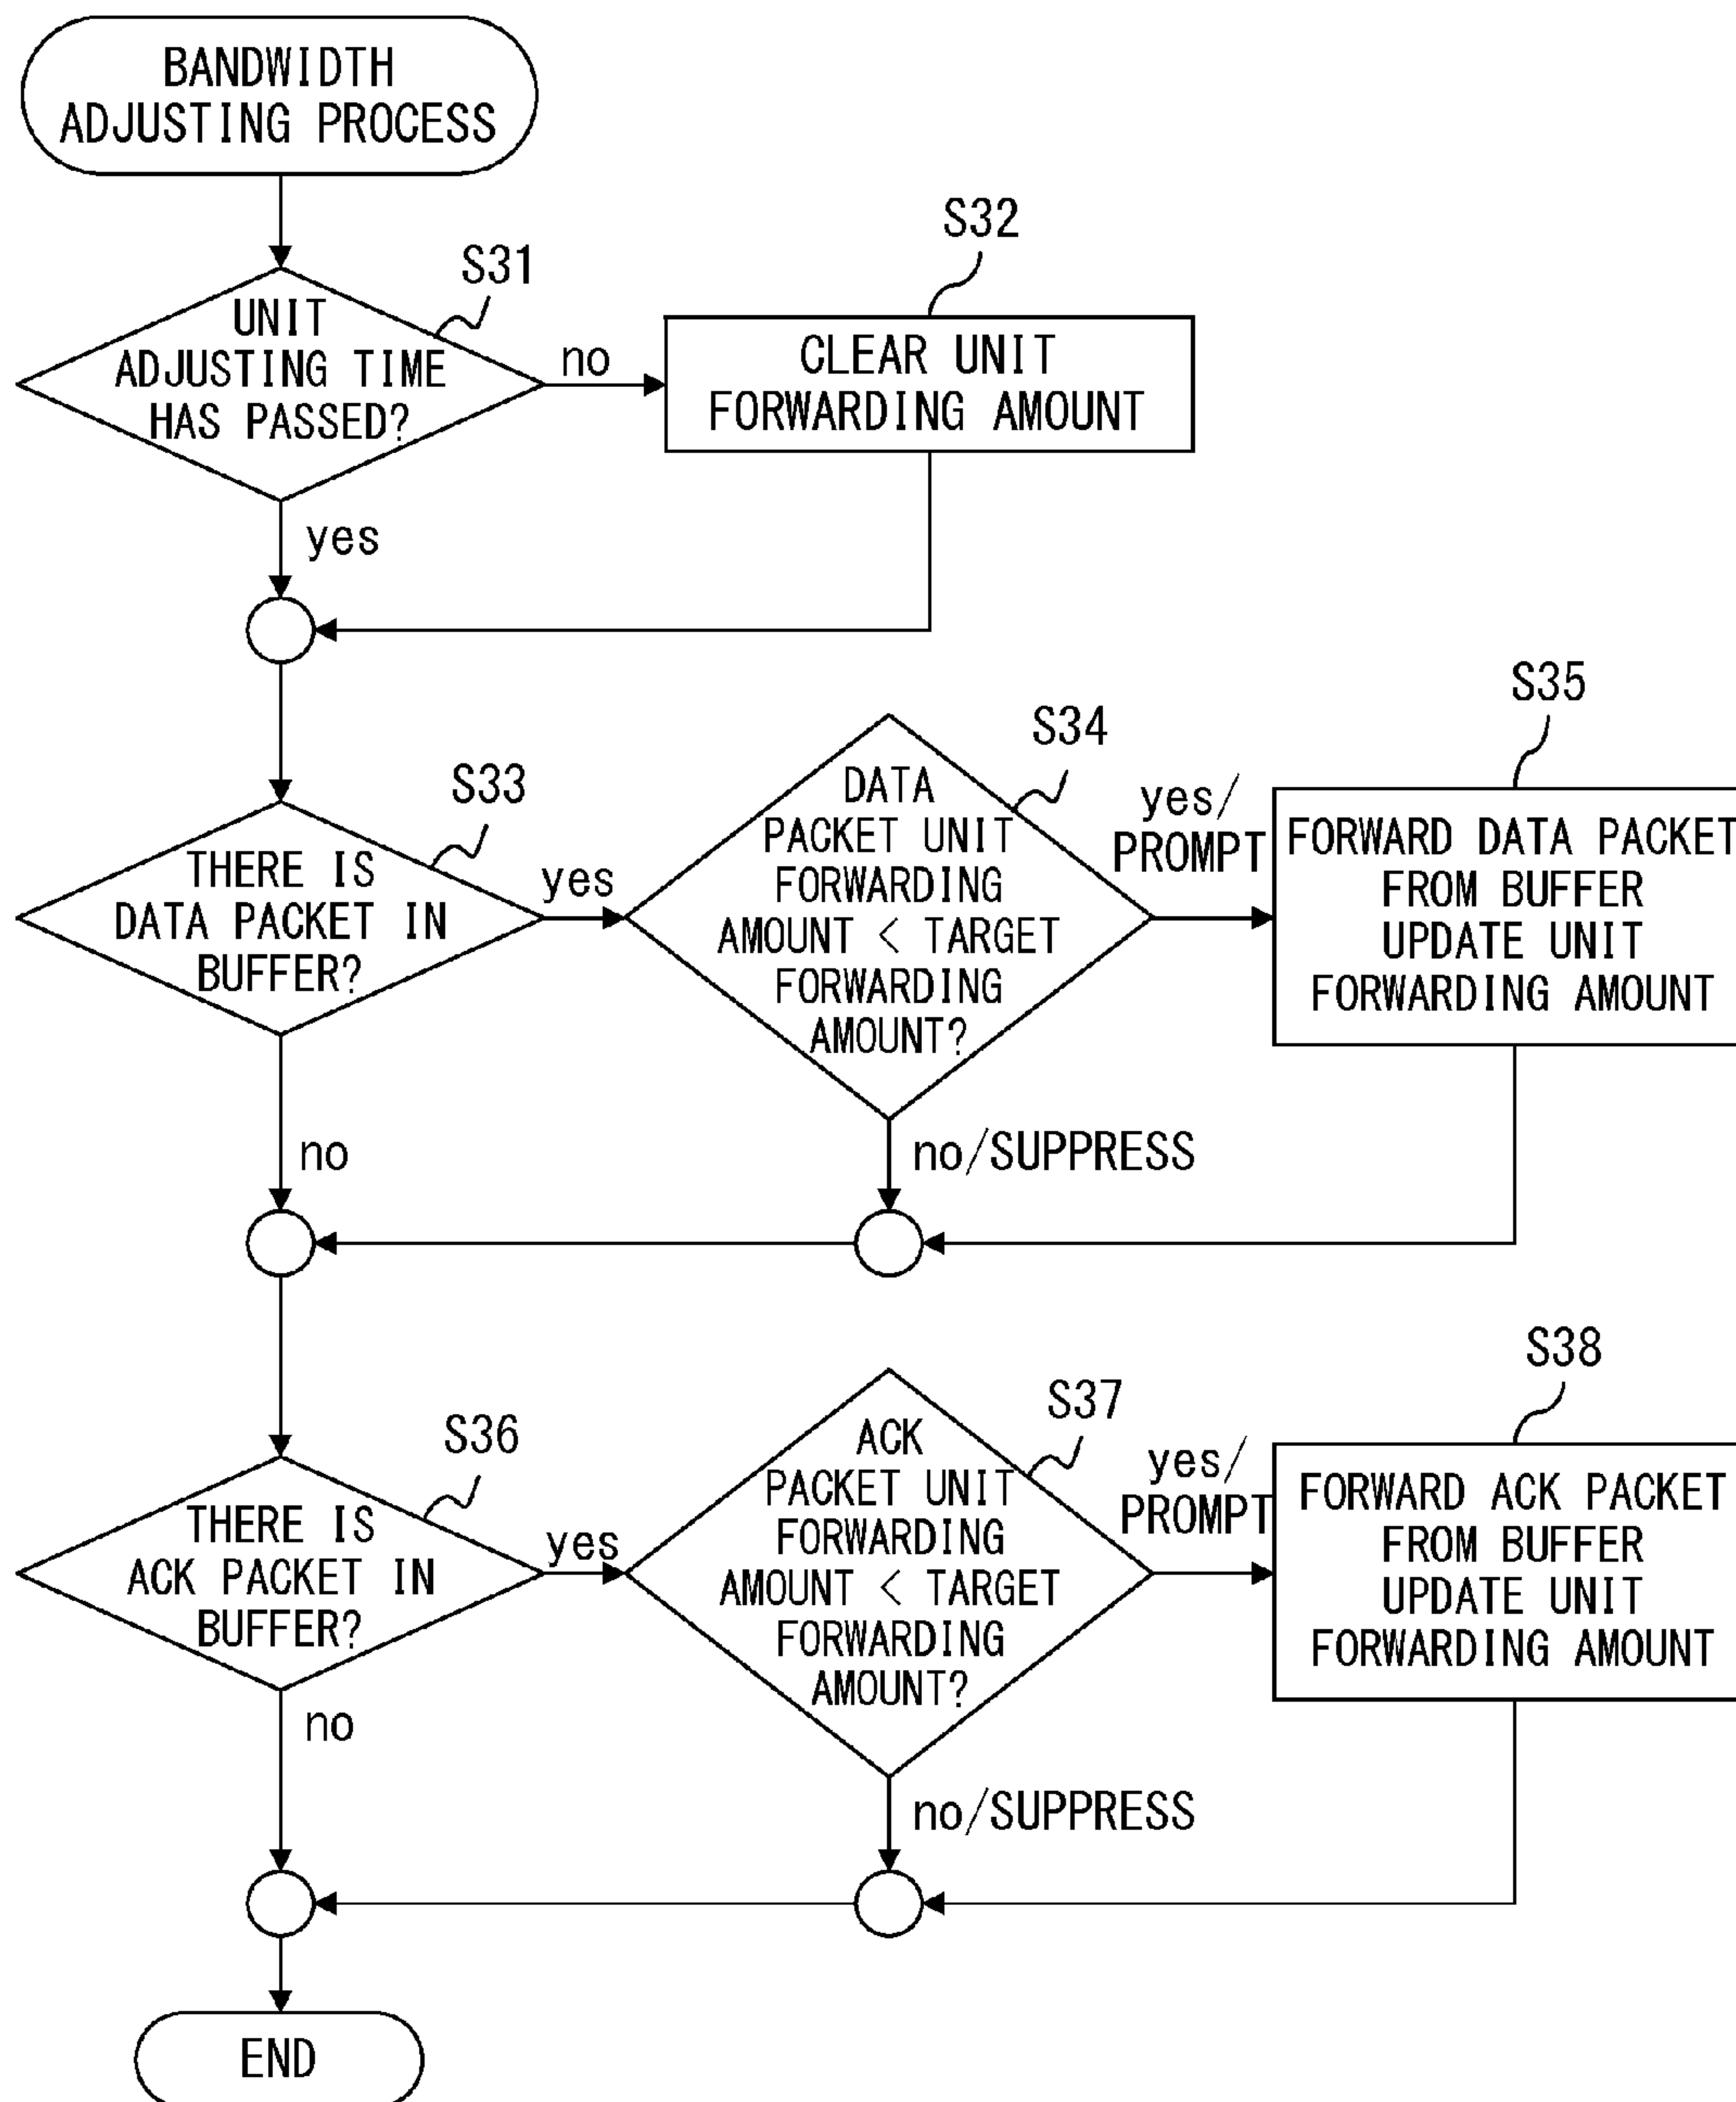 BANDWIDTH
ADJUSTING PROCESS
S31
UNIT
ADJUSTING TIME
HAS PASSED?
no
S32
CLEAR UNIT
FORWARDING AMOUNT
yes
S33
THERE IS
DATA PACKET IN
BUFFER?
yes
S34
DATA
PACKET UNIT
FORWARDING
AMOUNT < TARGET
FORWARDING
AMOUNT?
yes/
PROMPT
S35
FORWARD DATA PACKET
FROM BUFFER
UPDATE UNIT
FORWARDING AMOUNT
no
no/SUPPRESS
S36
THERE IS
ACK PACKET IN
BUFFER?
yes
S37
ACK
PACKET UNIT
FORWARDING
AMOUNT < TARGET
FORWARDING
AMOUNT?
yes/
PROMPT
S38
FORWARD ACK PACKET
FROM BUFFER
UPDATE UNIT
FORWARDING AMOUNT
no
no/SUPPRESS
END